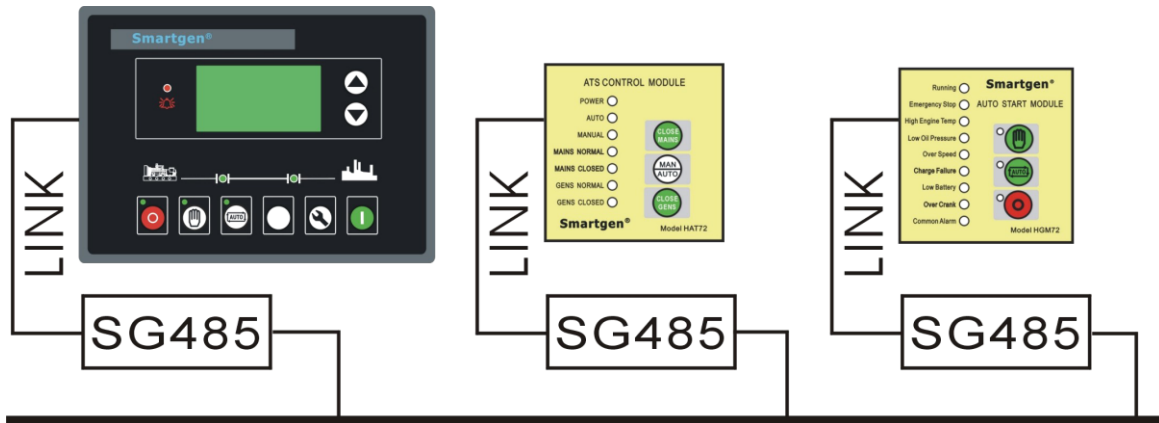 Smartgen®
AUTO
LINK
SG485
ATS CONTROL MODULE
POWER
AUTO
MANUAL
MAINS NORMAL
MAINS CLOSED
GENS NORMAL
GENS CLOSED
CLOSE
MAINS
MAN
AUTO
CLOSE
GENS
Smartgen®
Model HAT72
LINK
SG485
Smartgen®
AUTO START MODULE
Running
Emergency Stop
High Engine Temp
Low Oil Pressure
Over Speed
Charge Failure
Low Battery
Over Crank
Common Alarm
AUTO
Model HGM72
LINK
SG485